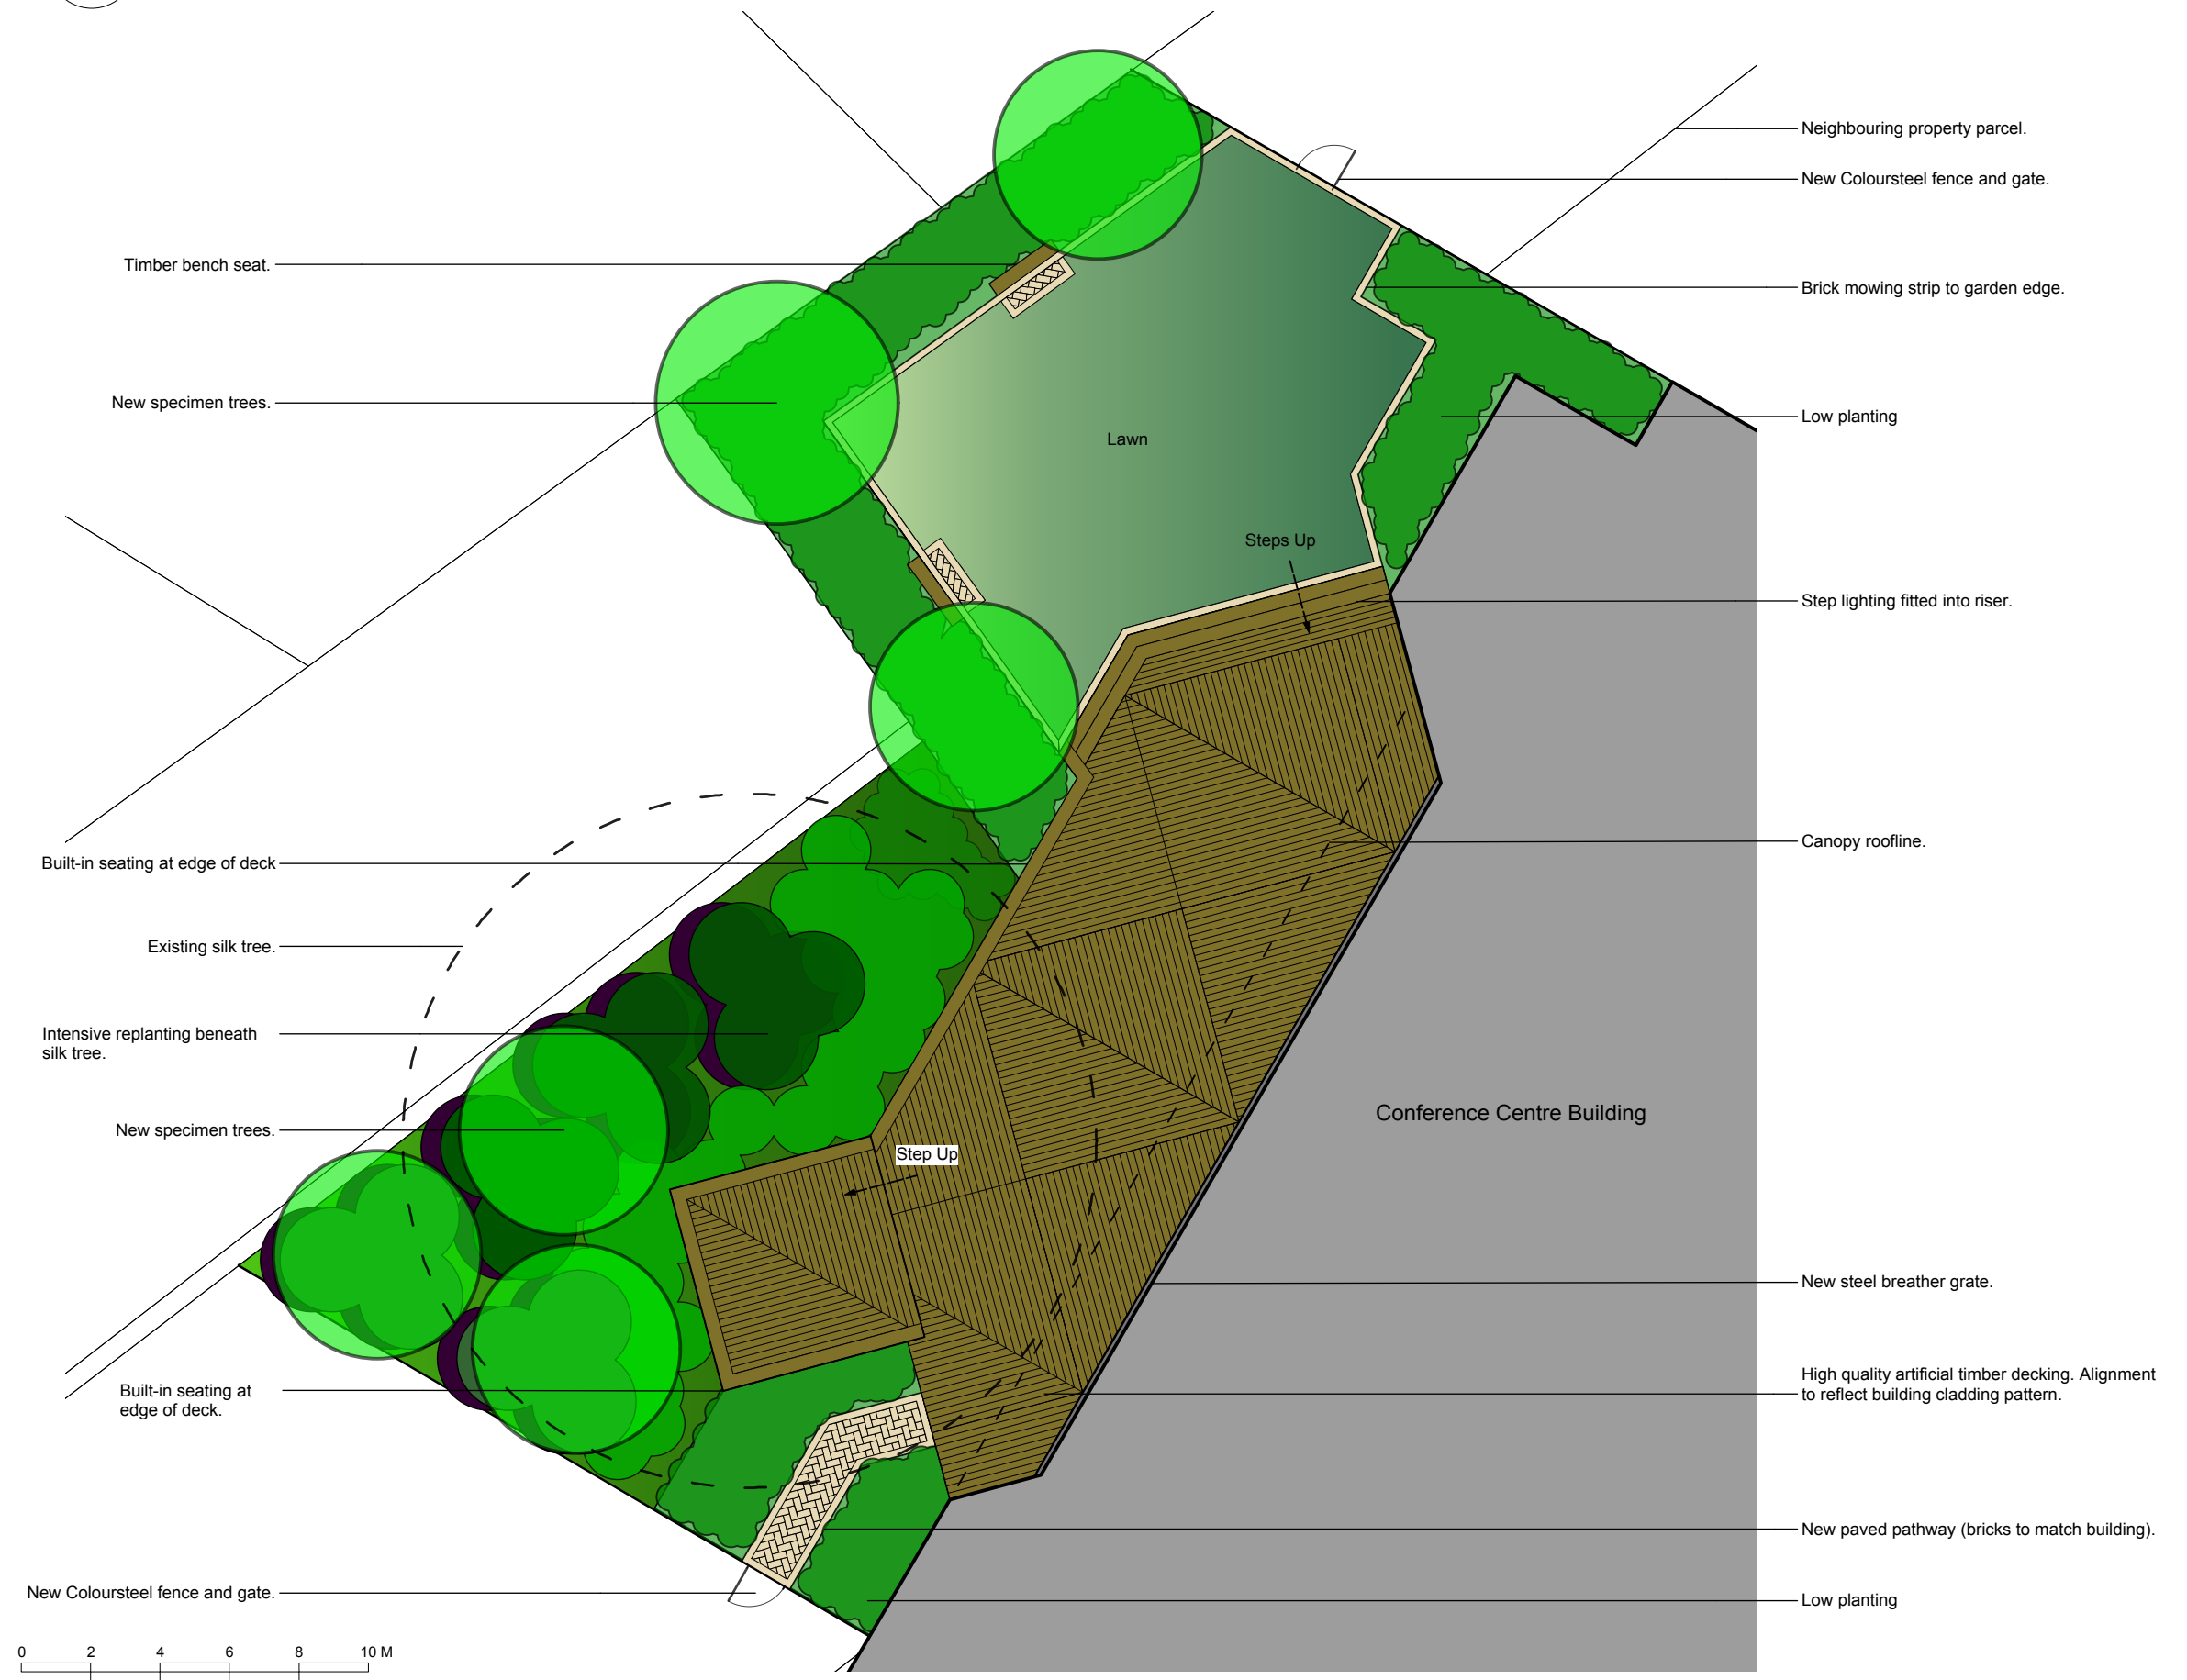 Neighbouring property parcel.
New Coloursteel fence and gate.
Timber bench seat.
Brick mowing strip to garden edge.
New specimen trees.
Low planting
Lawn
Steps Up
Step lighting fitted into riser.
Canopy roofline.
Built-in seating at edge of deck
Existing silk tree.
Intensive replanting beneath
silk tree.
Conference Centre Building
New specimen trees.
Step Up
New steel breather grate.
High quality artificial timber decking. Alignment
to reflect building cladding pattern.
Built-in seating at
edge of deck.
New paved pathway (bricks to match building).
New Coloursteel fence and gate.
Low planting
0 2 4 6 8 10 M